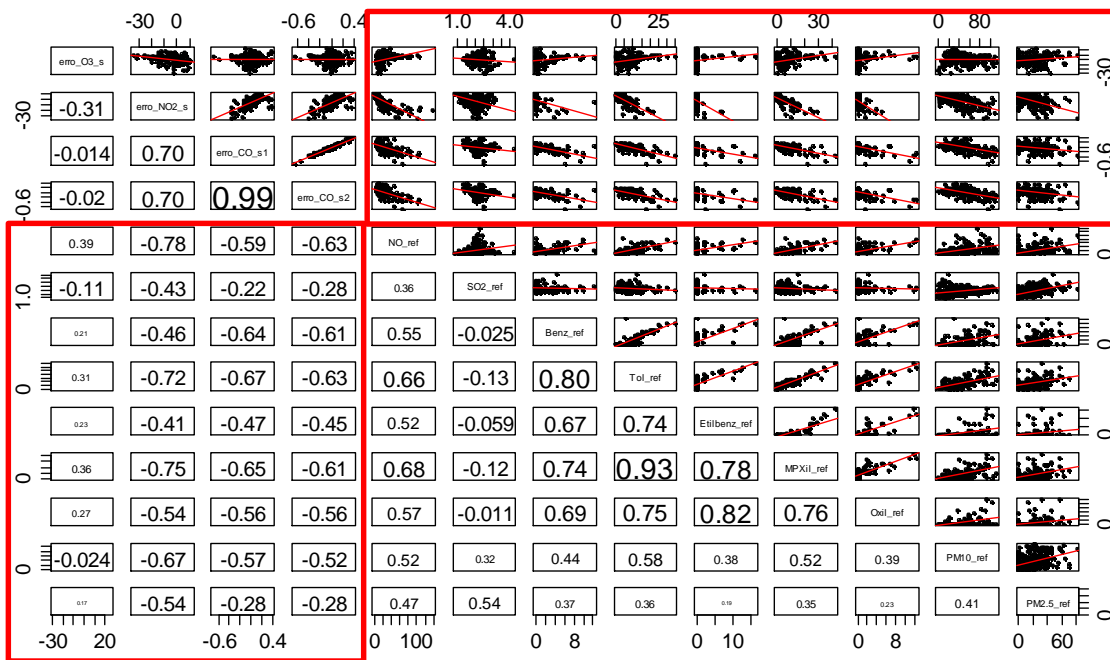 -30 0 -0.6 0.4 1.0 4.0 0 25 0 30 0 80
erro_O3_s -30
-30 -0.31 erro_NO2_s
-0.014 0.70 erro_CO_s1 -0.6
-0.6 -0.02 0.70 0.99 erro_CO_s2
0.39 -0.78 -0.59 -0.63 NO_ref 0
1.0 -0.11 -0.43 -0.22 -0.28 0.36 SO2_ref
0.21 -0.46 -0.64 -0.61 0.55 -0.025 Benz_ref 0
0 0.31 -0.72 -0.67 -0.63 0.66 -0.13 0.80 Tol_ref
0.23 -0.41 -0.47 -0.45 0.52 -0.059 0.67 0.74 Etilbenz_ref 0
0 0.36 -0.75 -0.65 -0.61 0.68 -0.12 0.74 0.93 0.78 MPXil_ref
0.27 -0.54 -0.56 -0.56 0.57 -0.011 0.69 0.75 0.82 0.76 Oxil_ref 0
0 -0.024 -0.67 -0.57 -0.52 0.52 0.32 0.44 0.58 0.38 0.52 0.39 PM10_ref
0.17 -0.54 -0.28 -0.28 0.47 0.54 0.37 0.36 0.19 0.35 0.23 0.41 PM2.5_ref 0
-30 20 -0.6 0.4 0 100 0 8 0 10 0 8 0 60